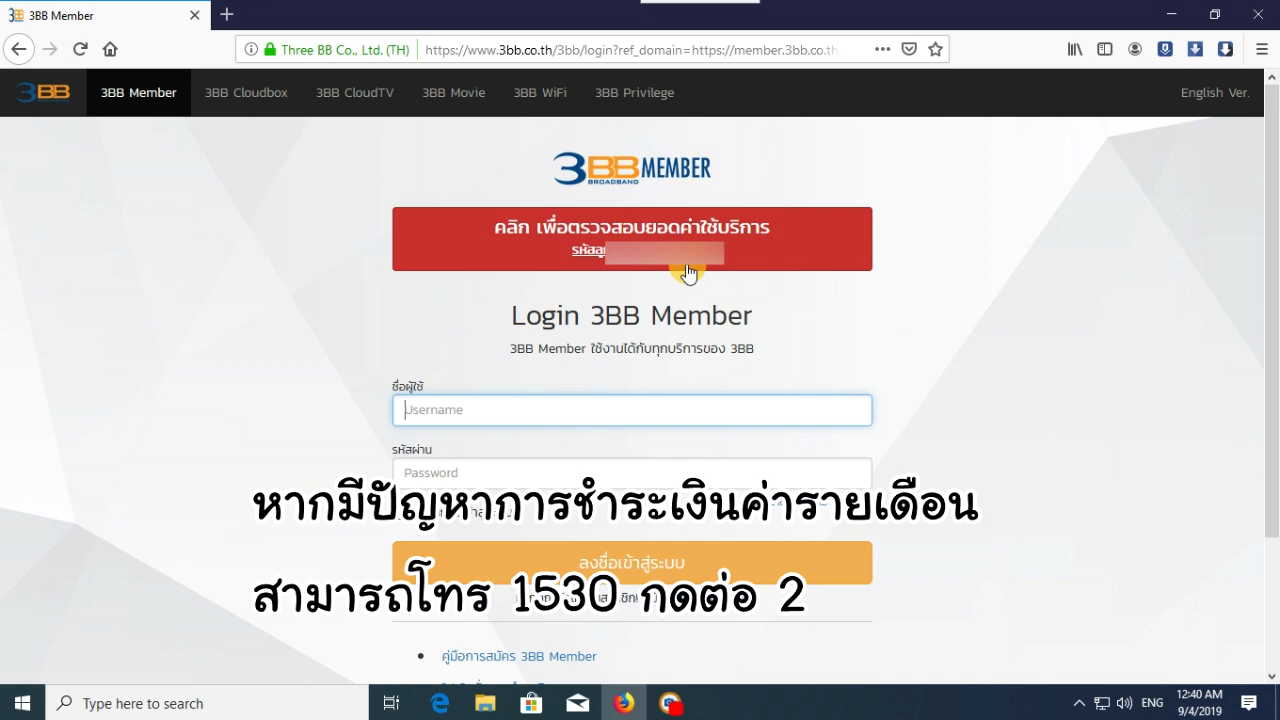 3BB Member
Three BB Co., Ltd. (TH) https://www.3bb.co.th/3bb/login?ref_domain=https://member.3bb.co.th
3BB 3BB Member 3BB Cloudbox 3BB CloudTV 3BB Movie 3BB WiFi 3BB Privilege English Ver.
3BB MEMBER
BROADBAND
คลิก เพื่อตรวจสอบยอดค่าใช้บริการ
Login 3BB Member
3BB Member ใช้งานได้กับทุกบริการของ 3BB
ชื่อผู้ใช้
Username
รหัสผ่าน
Password
หากมีปัญหาการชำระเงินค่ารายเดือน
ลงชื่อเข้าสู่ระบบ
สามารถโทร 1530 กดต่อ 2
คู่มือการสมัคร 3BB Member
Type here to search
ENG
12:40 AM
9/4/2019